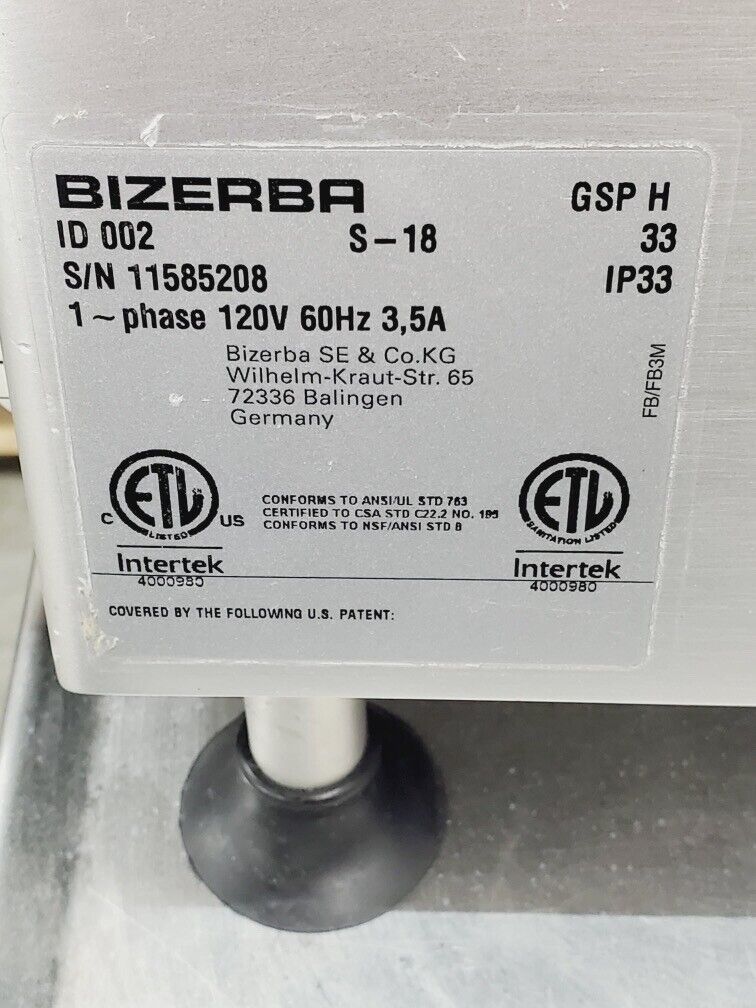 BIZERBA GSP H
ID 002 S-18 33
S/N 11585208 IP33
1~phase 120V 60Hz 3,5A
Bizerba SE & Co.KG
Wilhelm-Kraut-Str. 65
72336 Balingen
Germany
FB/FB3M
C ETL US
LISTED
Intertek
4000980
CONFORMS TO ANSI/UL STD 763
CERTIFIED TO CSA STD C22.2 NO. 195
CONFORMS TO NSF/ANSI STD 8
ETL
SANITATION LISTED
Intertek
4000980
COVERED BY THE FOLLOWING U.S. PATENT: